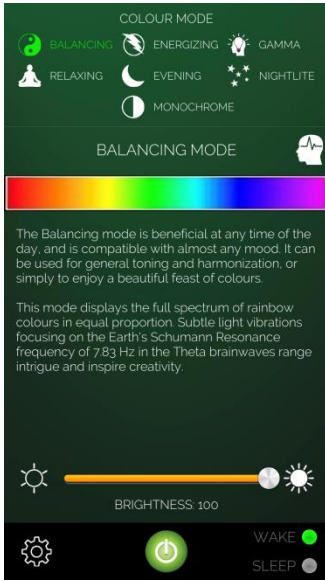 COLOUR MODE
BALANCING ENERGIZING GAMMA
RELAXING EVENING NIGHTLITE
MONOCHROME
BALANCING MODE
The Balancing mode is beneficial at any time of the
day, and is compatible with almost any mood. It can
be used for general toning and harmonization, or
simply to enjoy a beautiful feast of colours.
This mode displays the full spectrum of rainbow
colours in equal proportion. Subtle light vibrations
focusing on the Earth's Schumann Resonance
frequency of 7.83 Hz in the Theta brainwaves range
intrigue and inspire creativity.
BRIGHTNESS: 100
WAKE
SLEEP